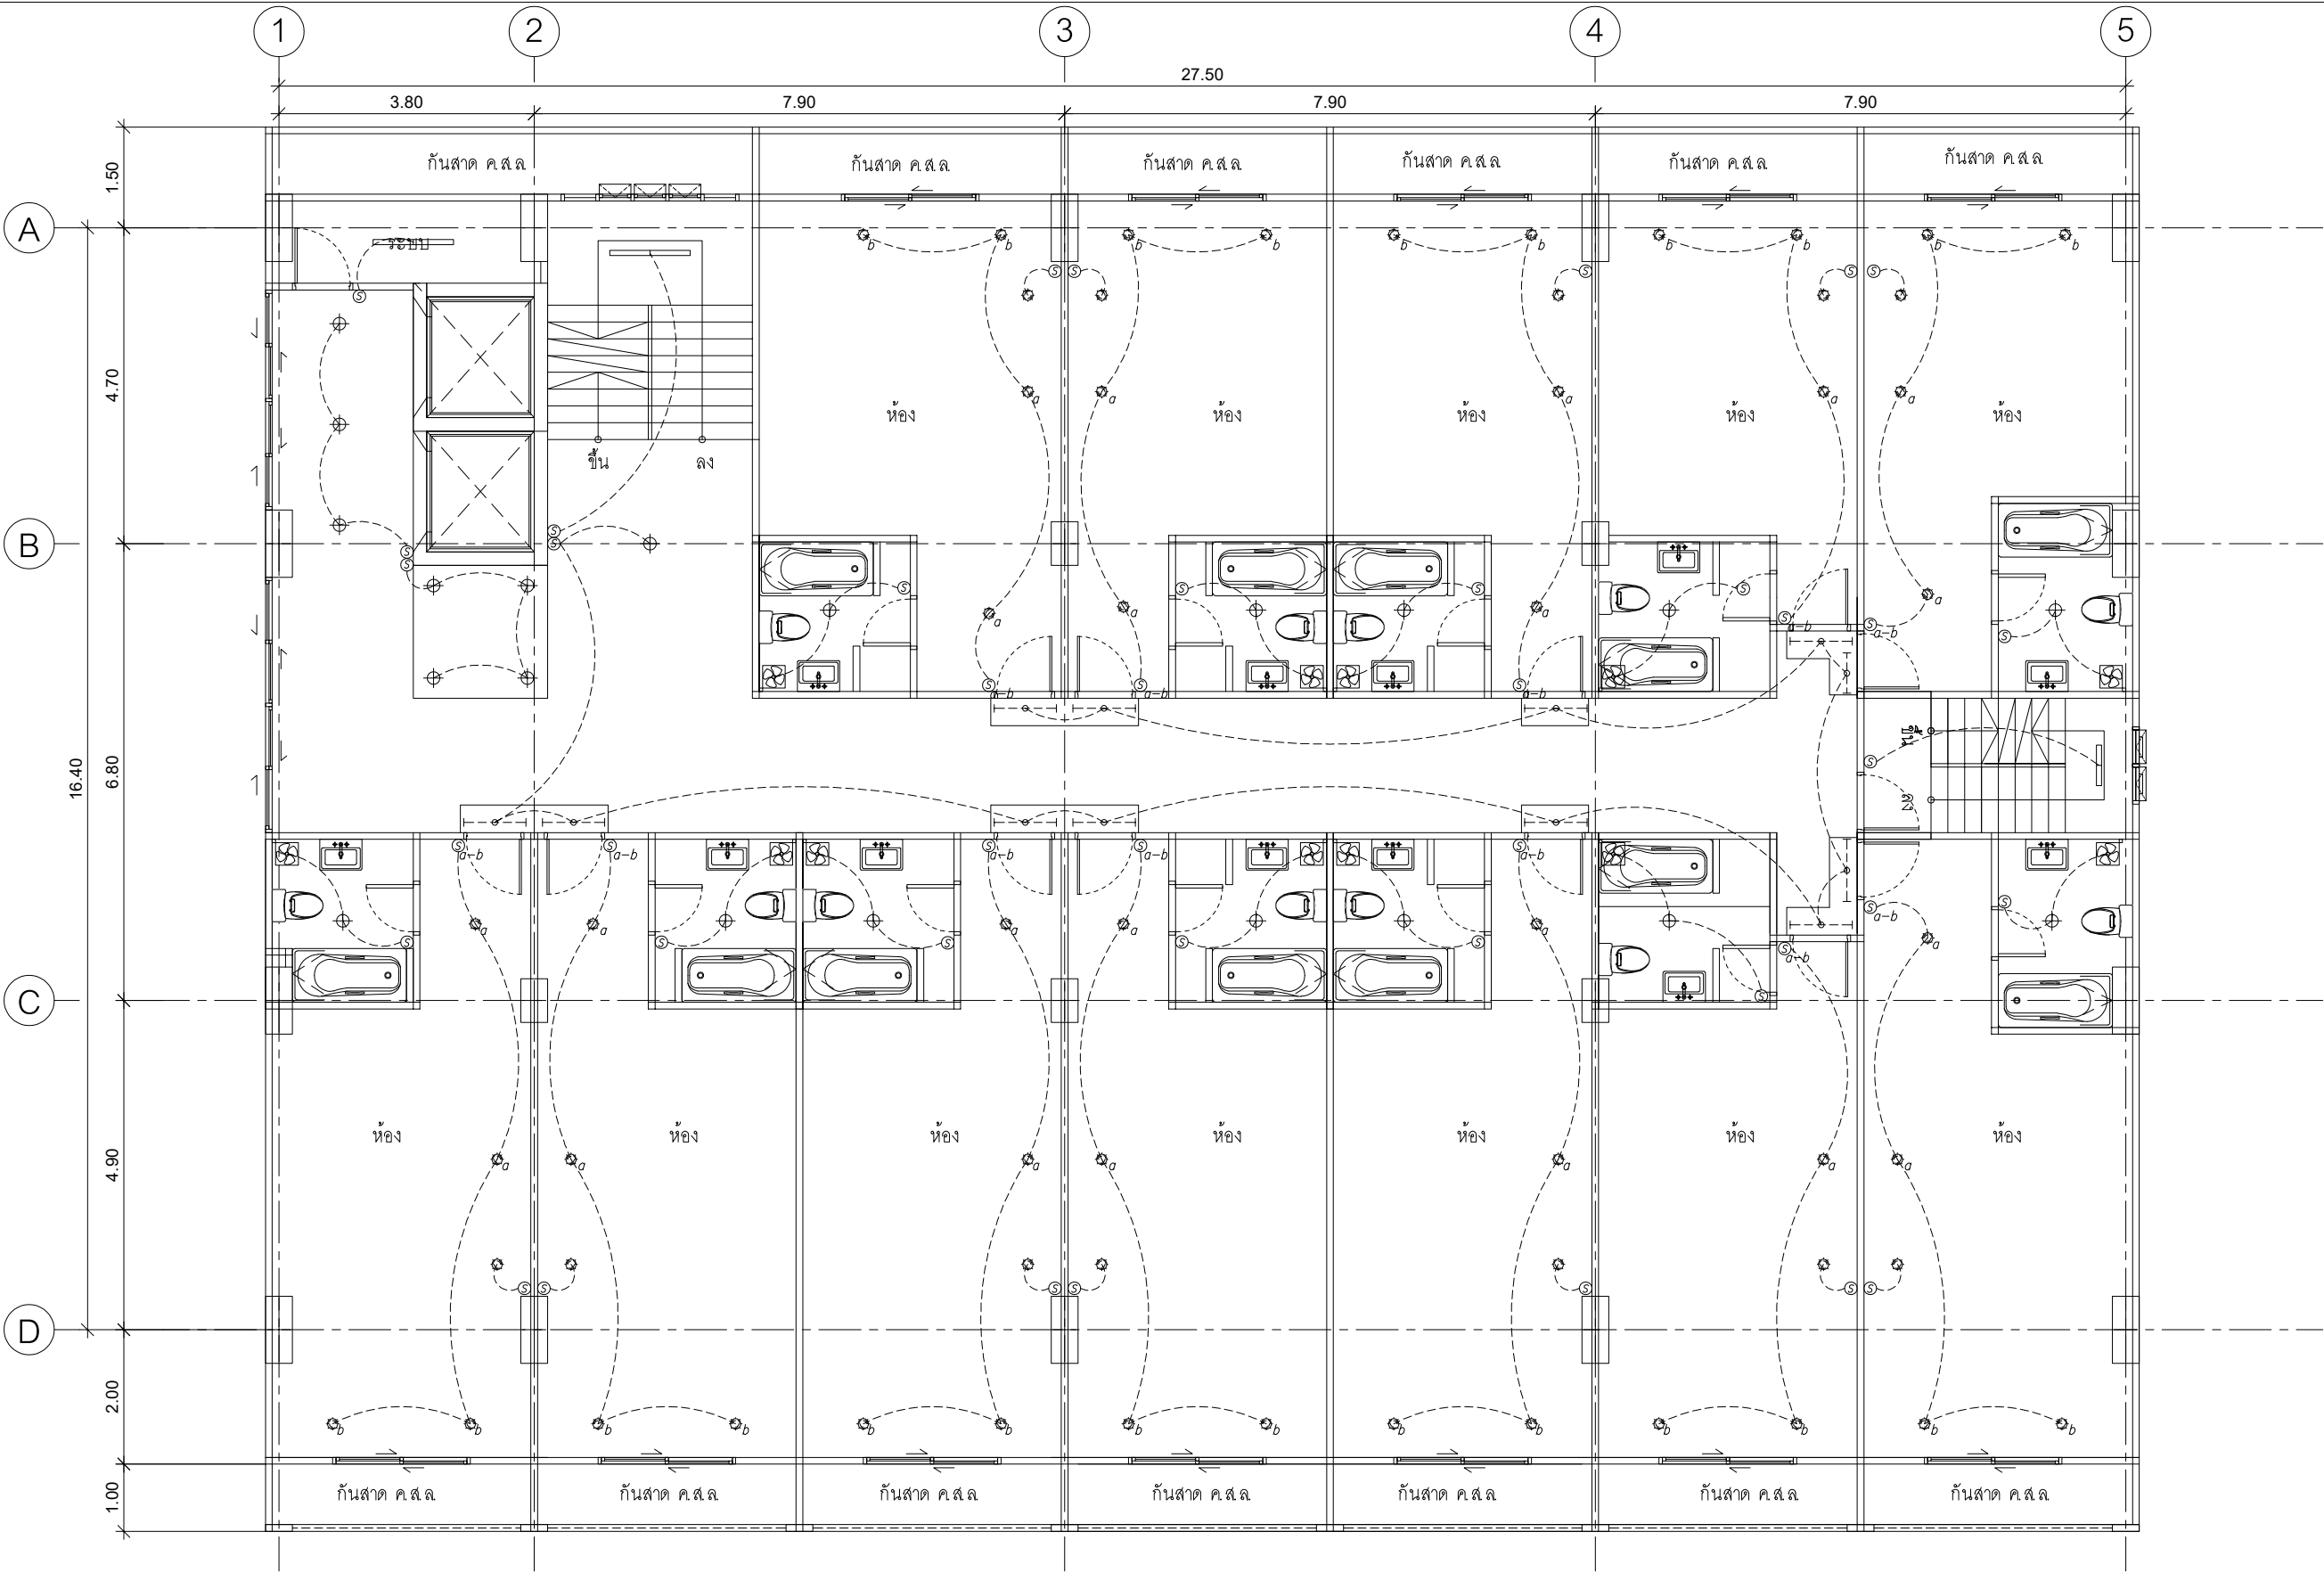 1 2 3 4 5
27.50
3.80 7.90 7.90 7.90
กันสาด ค.ส.ล. กันสาด ค.ส.ล. กันสาด ค.ส.ล. กันสาด ค.ส.ล. กันสาด ค.ส.ล. กันสาด ค.ส.ล.
1.50
A
ระบบ
b b b b b b b b b b
S S S S S
S
4.70
a a a a a
ห้อง ห้อง ห้อง ห้อง ห้อง
ขึ้น ลง
B
S S
S S
S S S S
a a a a
S a-b S a-b S
S a-b S a-b S a-b
16.40
6.80
S
ขึ้น
ลง
S a-b S a-b S a-b S a-b S a-b
S a-b S
a a a a a a
S S S S S S
S a-b S
C
4.90
ห้อง ห้อง ห้อง ห้อง ห้อง ห้อง ห้อง
a a a a a a a
S S S S S S S
D
2.00
b b b b b b b b b b b b b b
1.00
กันสาด ค.ส.ล. กันสาด ค.ส.ล. กันสาด ค.ส.ล. กันสาด ค.ส.ล. กันสาด ค.ส.ล. กันสาด ค.ส.ล. กันสาด ค.ส.ล.